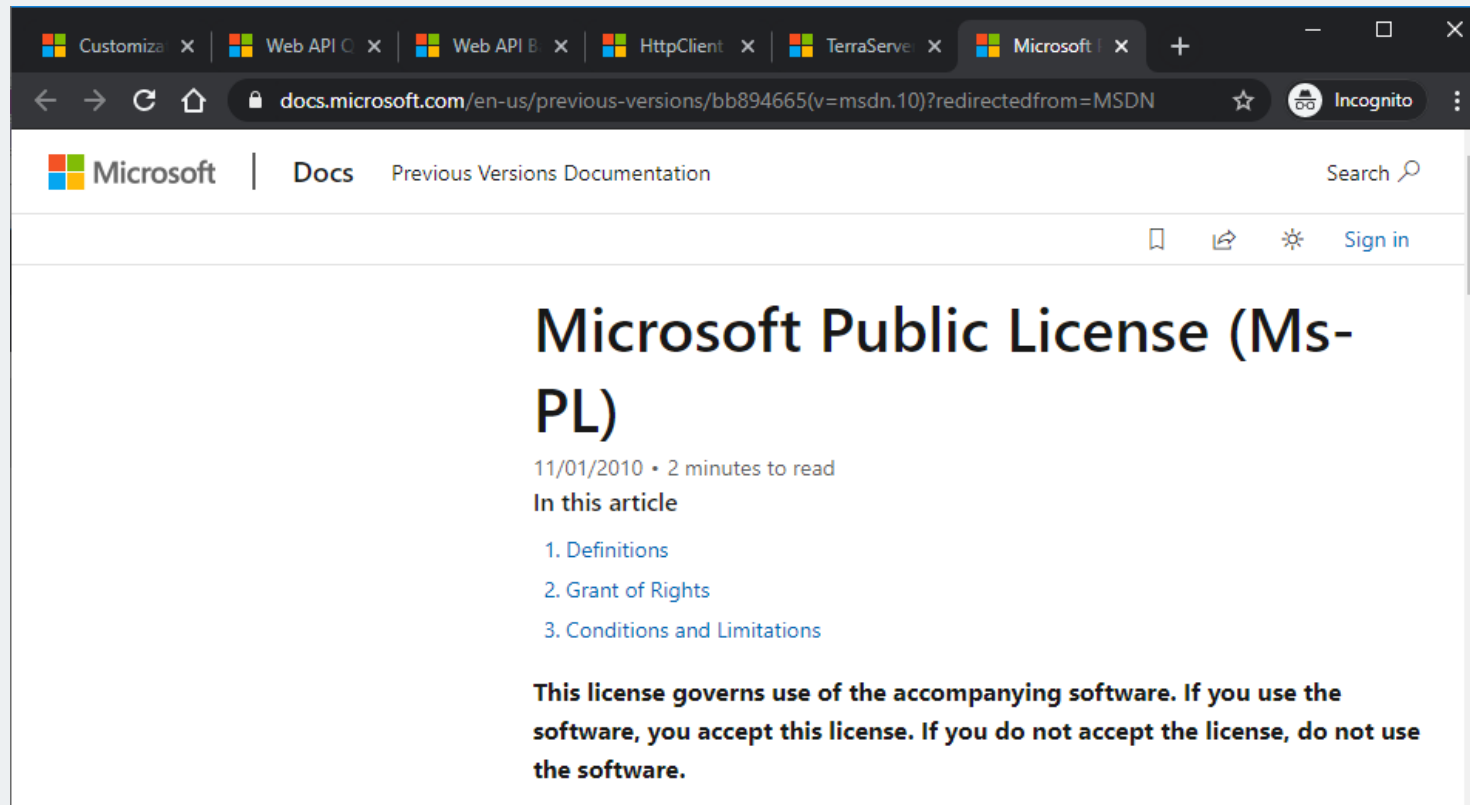 Customiza
Web API Q
Web API B
HttpClient
TerraServe
Microsoft
docs.microsoft.com/en-us/previous-versions/bb894665(v=msdn.10)?redirectedfrom=MSDN
Incognito
Microsoft
Docs
Previous Versions Documentation
Search
Sign in
Microsoft Public License (Ms-
PL)
11/01/2010 • 2 minutes to read
In this article
1. Definitions
2. Grant of Rights
3. Conditions and Limitations
This license governs use of the accompanying software. If you use the
software, you accept this license. If you do not accept the license, do not use
the software.